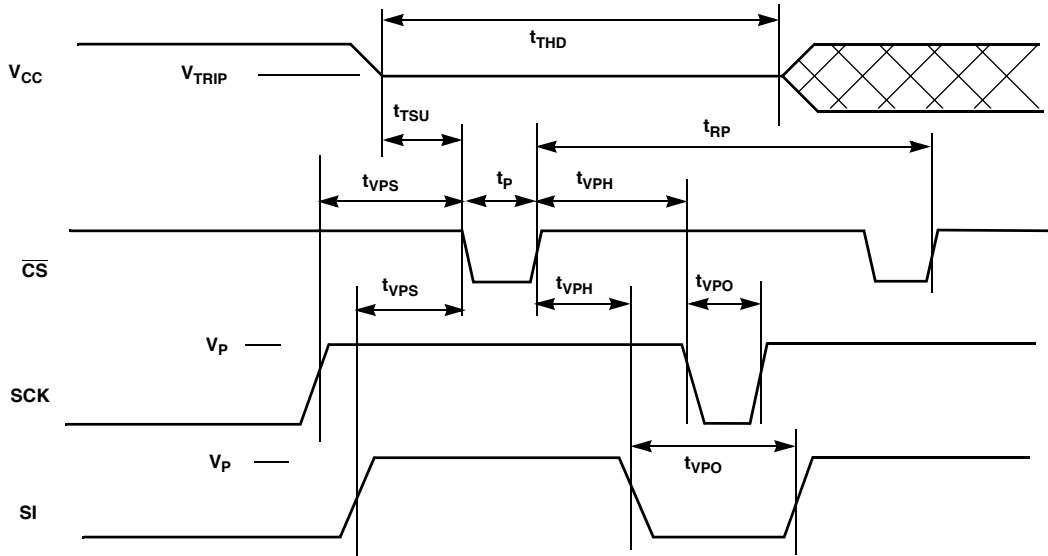 tTHD
VCC
VTRIP
tTSU
tRP
tVPS
tP
tVPH
CS
tVPS
tVPH
tVPO
VP
SCK
VP
tVPO
SI